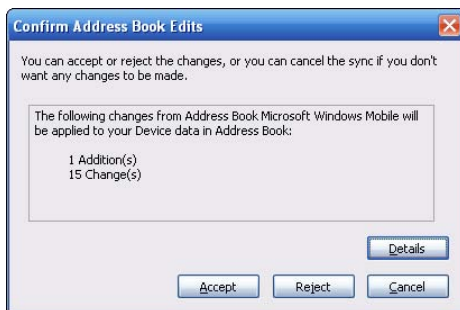 Confirm Address Book Edits
You can accept or reject the changes, or you can cancel the sync if you don't
want any changes to be made.
The following changes from Address Book Microsoft Windows Mobile will
be applied to your Device data in Address Book:
1 Addition(s)
15 Change(s)
Details
Accept Reject Cancel